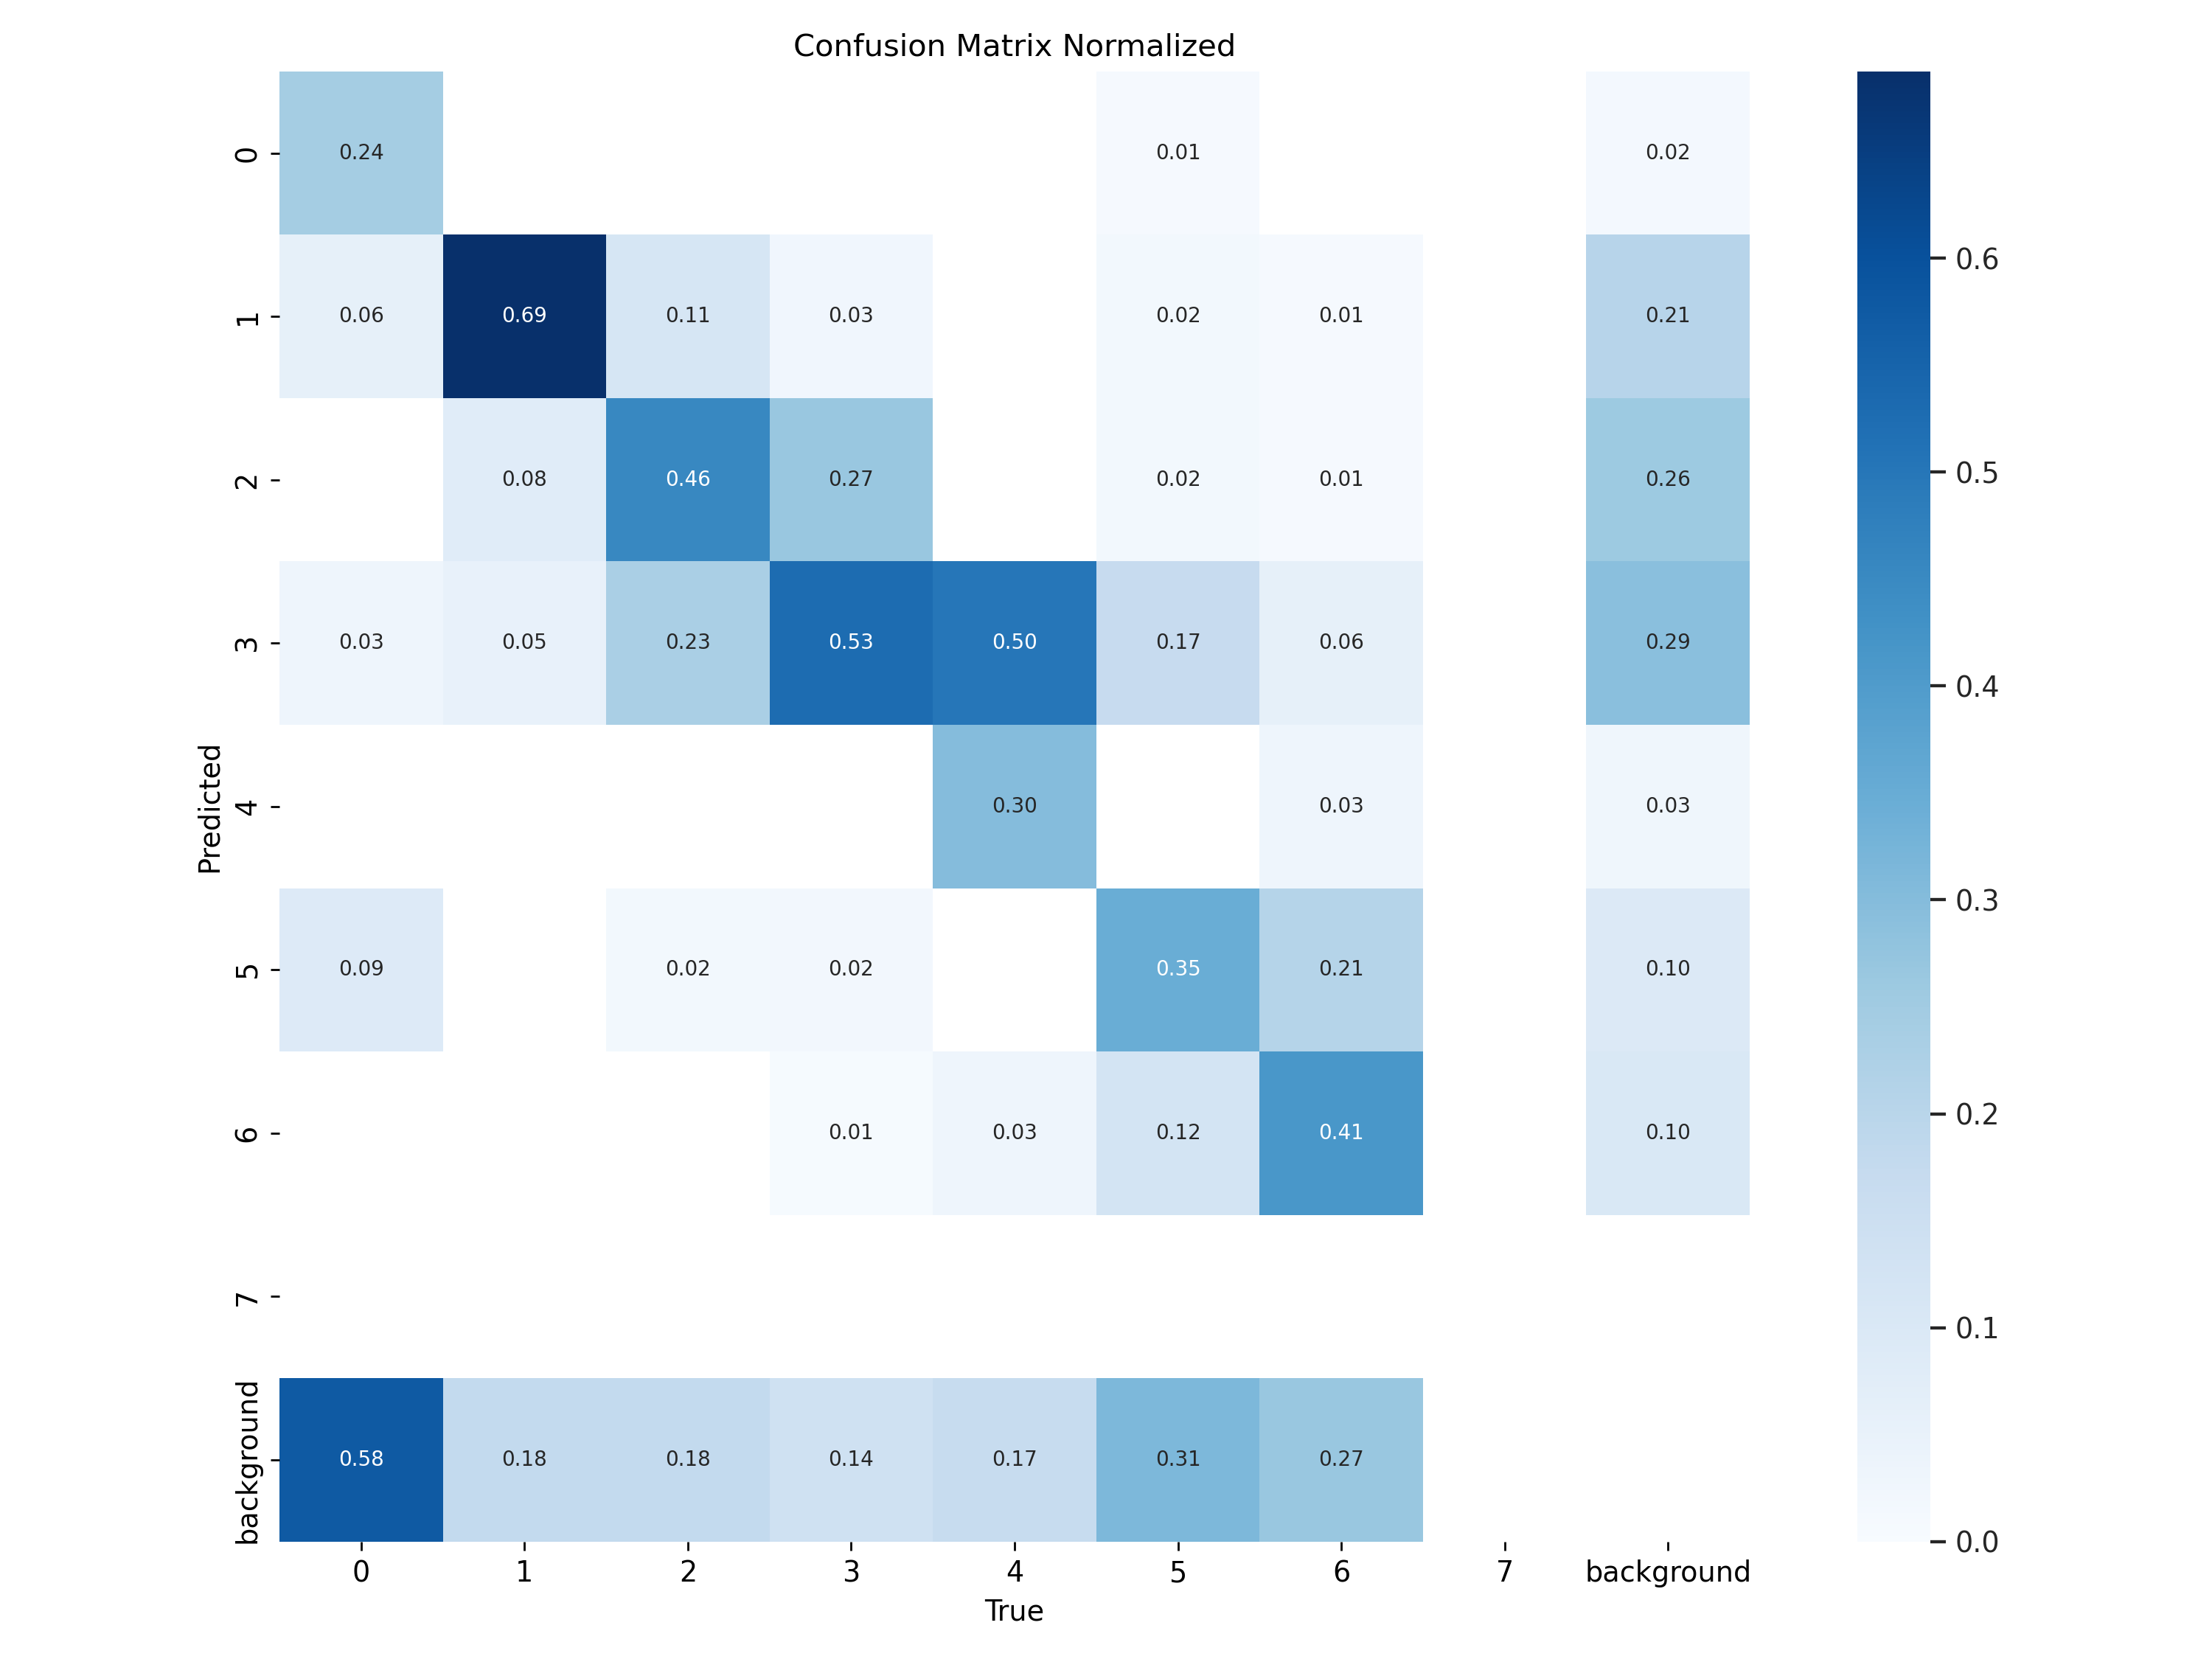 Confusion Matrix Normalized
0 0.24 0.01 0.02
1 0.06 0.69 0.11 0.03 0.02 0.01 0.21
2 0.08 0.46 0.27 0.02 0.01 0.26
3 0.03 0.05 0.23 0.53 0.50 0.17 0.06 0.29
4 0.30 0.03 0.03
5 0.09 0.02 0.02 0.35 0.21 0.10
6 0.01 0.03 0.12 0.41 0.10
7
background 0.58 0.18 0.18 0.14 0.17 0.31 0.27
0 1 2 3 4 5 6 7 background
True
Predicted
0.6
0.5
0.4
0.3
0.2
0.1
0.0